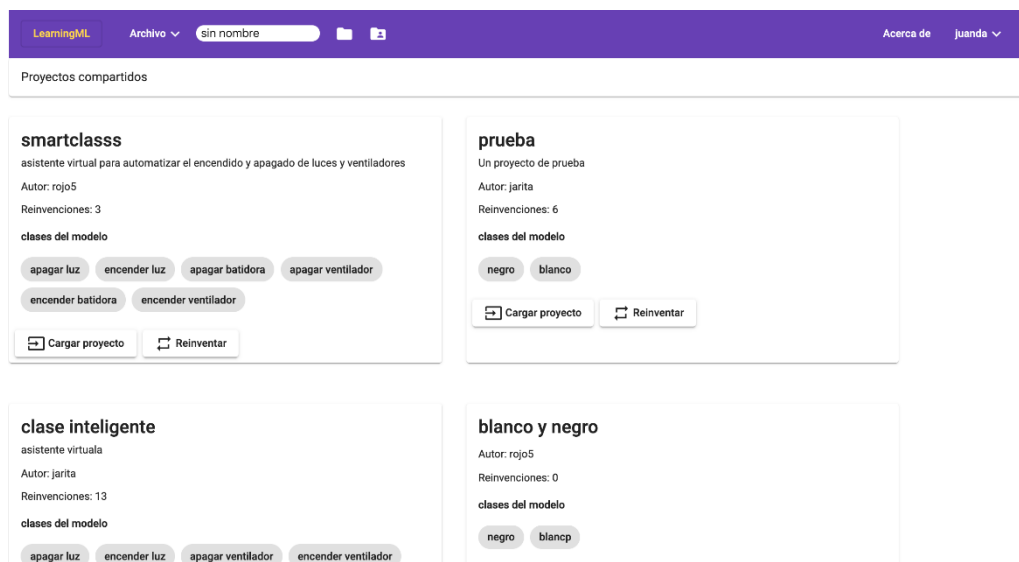 LearningML Archivo sin nombre Acerca de juanda
Proyectos compartidos
smartclasss
asistente virtual para automatizar el encendido y apagado de luces y ventiladores
Autor: rojo5
Reinvenciones: 3
clases del modelo
apagar luz encender luz apagar batidora apagar ventilador
encender batidora encender ventilador
Cargar proyecto Reinventar
prueba
Un proyecto de prueba
Autor: jarita
Reinvenciones: 6
clases del modelo
negro blanco
Cargar proyecto Reinventar
clase inteligente
asistente virtuala
Autor: jarita
Reinvenciones: 13
clases del modelo
apagar luz encender luz apagar ventilador encender ventilador
blanco y negro
Autor: rojo5
Reinvenciones: 0
clases del modelo
negro blancp